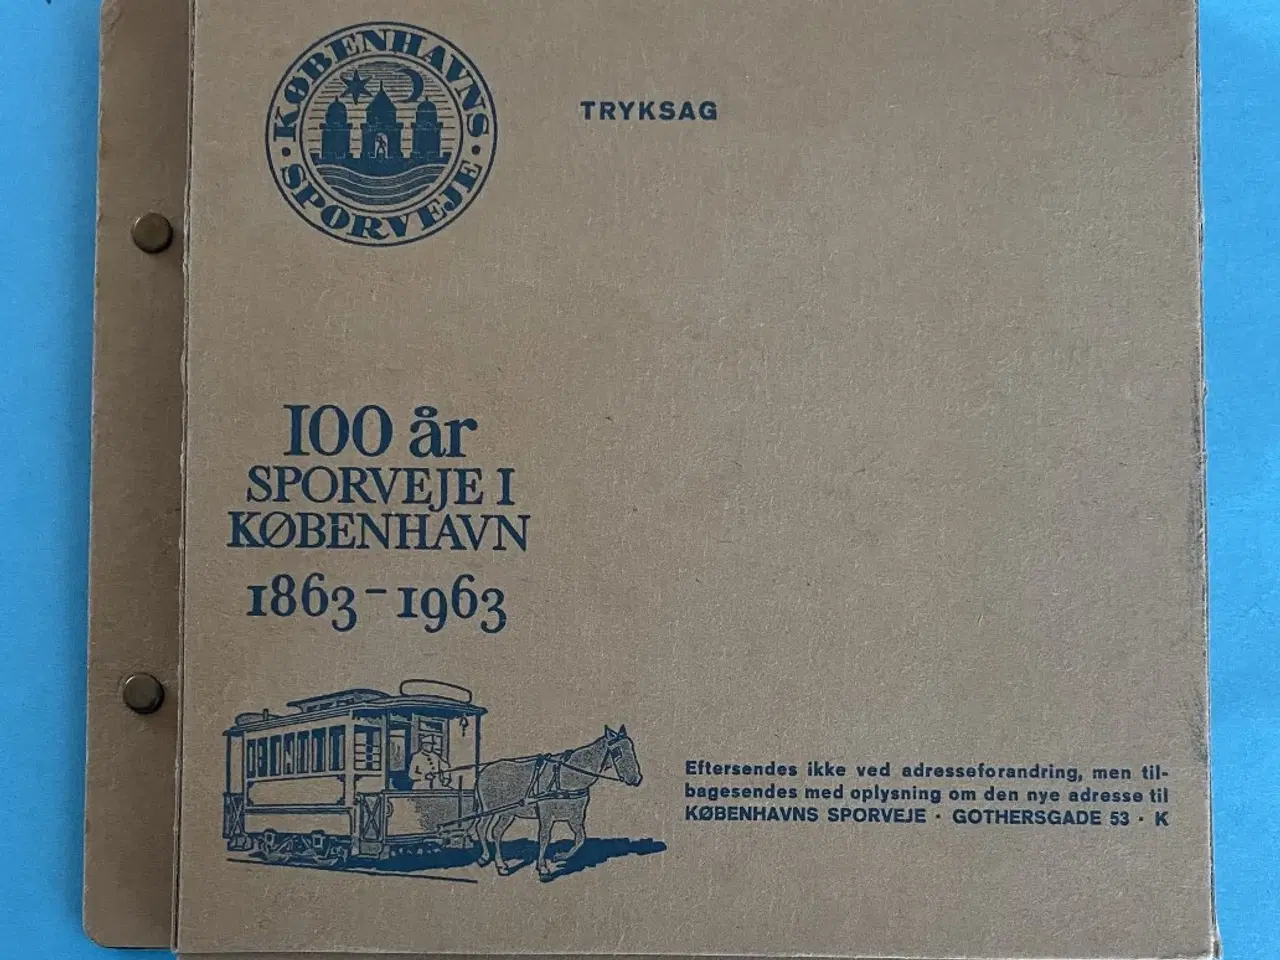 KØBENHAVNS
· SPORVEJE ·
TRYKSAG
100 år
SPORVEJE I
KØBENHAVN
1863-1963
Eftersendes ikke ved adresseforandring, men til-
bagesendes med oplysning om den nye adresse til
KØBENHAVNS SPORVEJE · GOTHERSGADE 53 · K